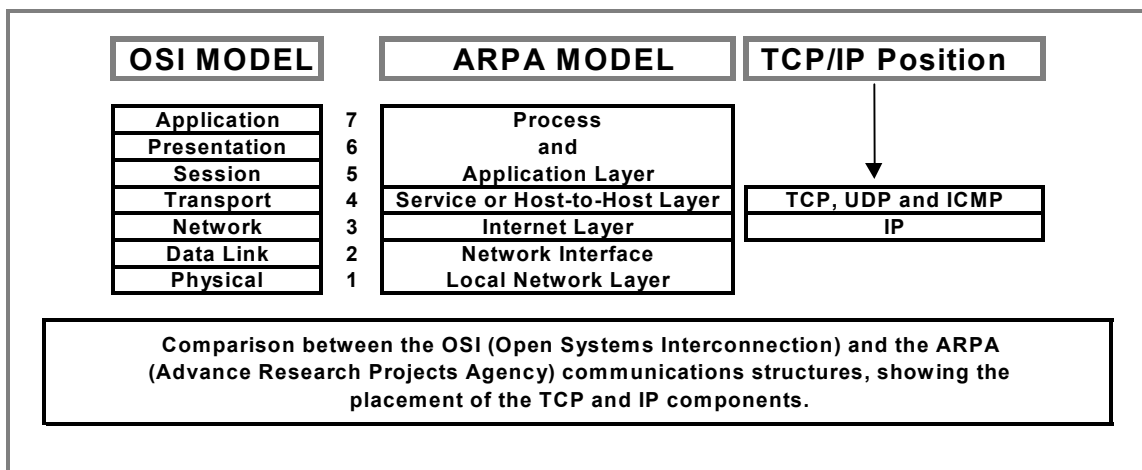 OSI MODEL ARPA MODEL TCP/IP Position
Application 7 Process
Presentation 6 and
Session 5 Application Layer
Transport 4 Service or Host-to-Host Layer TCP, UDP and ICMP
Network 3 Internet Layer IP
Data Link 2 Network Interface
Physical 1 Local Network Layer
Comparison between the OSI (Open Systems Interconnection) and the ARPA
(Advance Research Projects Agency) communications structures, showing the
placement of the TCP and IP components.